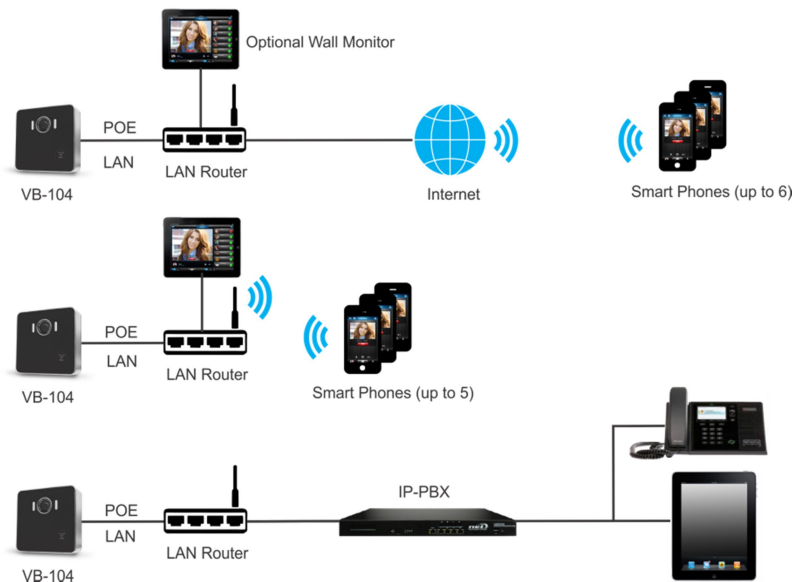 Optional Wall Monitor
POE
LAN
VB-104
LAN Router
Internet
Smart Phones (up to 6)
POE
LAN
VB-104
LAN Router
Smart Phones (up to 5)
IP-PBX
POE
LAN
VB-104
LAN Router